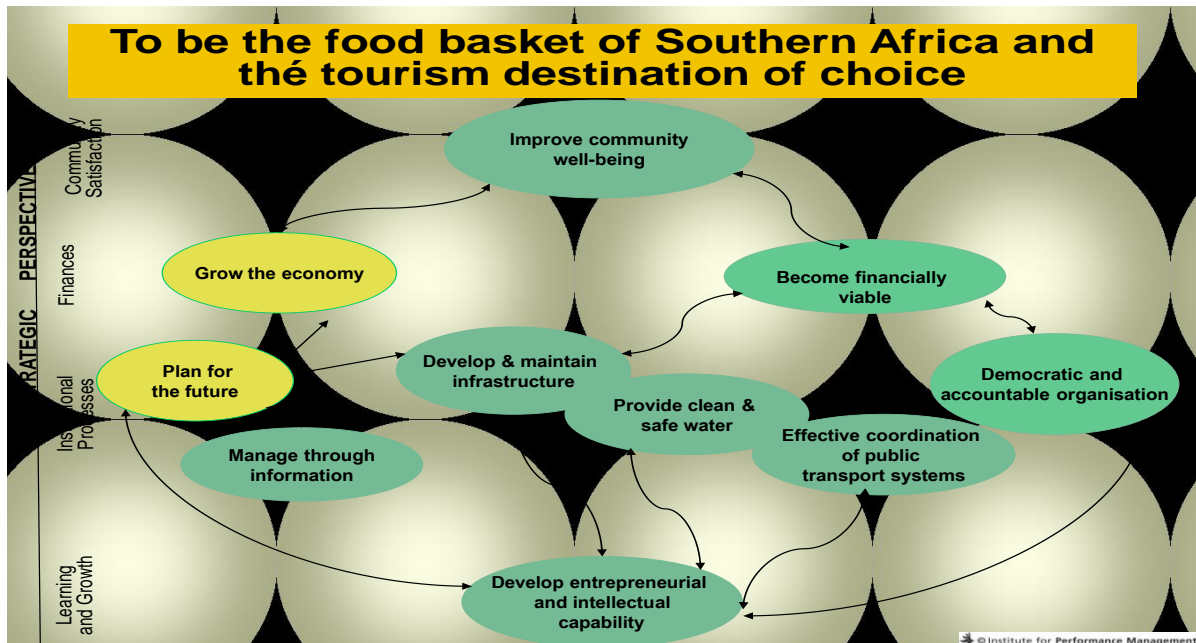 To be the food basket of Southern Africa and
thé tourism destination of choice
Community
Satisfaction
Improve community
well-being
PERSPECTIVE
Finances
Grow the economy
Become financially
viable
Plan for
the future
Develop & maintain
infrastructure
Democratic and
accountable organisation
Processes
Provide clean &
safe water
Effective coordination
of public
transport systems
Manage through
information
Learning
and Growth
Develop entrepreneurial
and intellectual
capability
© Institute for Performance Management